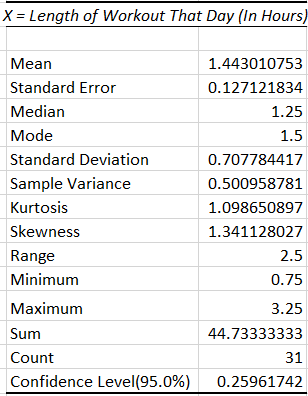 X = Length of Workout That Day (In Hours)
Mean 1.443010753
Standard Error 0.127121834
Median 1.25
Mode 1.5
Standard Deviation 0.707784417
Sample Variance 0.500958781
Kurtosis 1.098650897
Skewness 1.341128027
Range 2.5
Minimum 0.75
Maximum 3.25
Sum 44.73333333
Count 31
Confidence Level(95.0%) 0.25961742